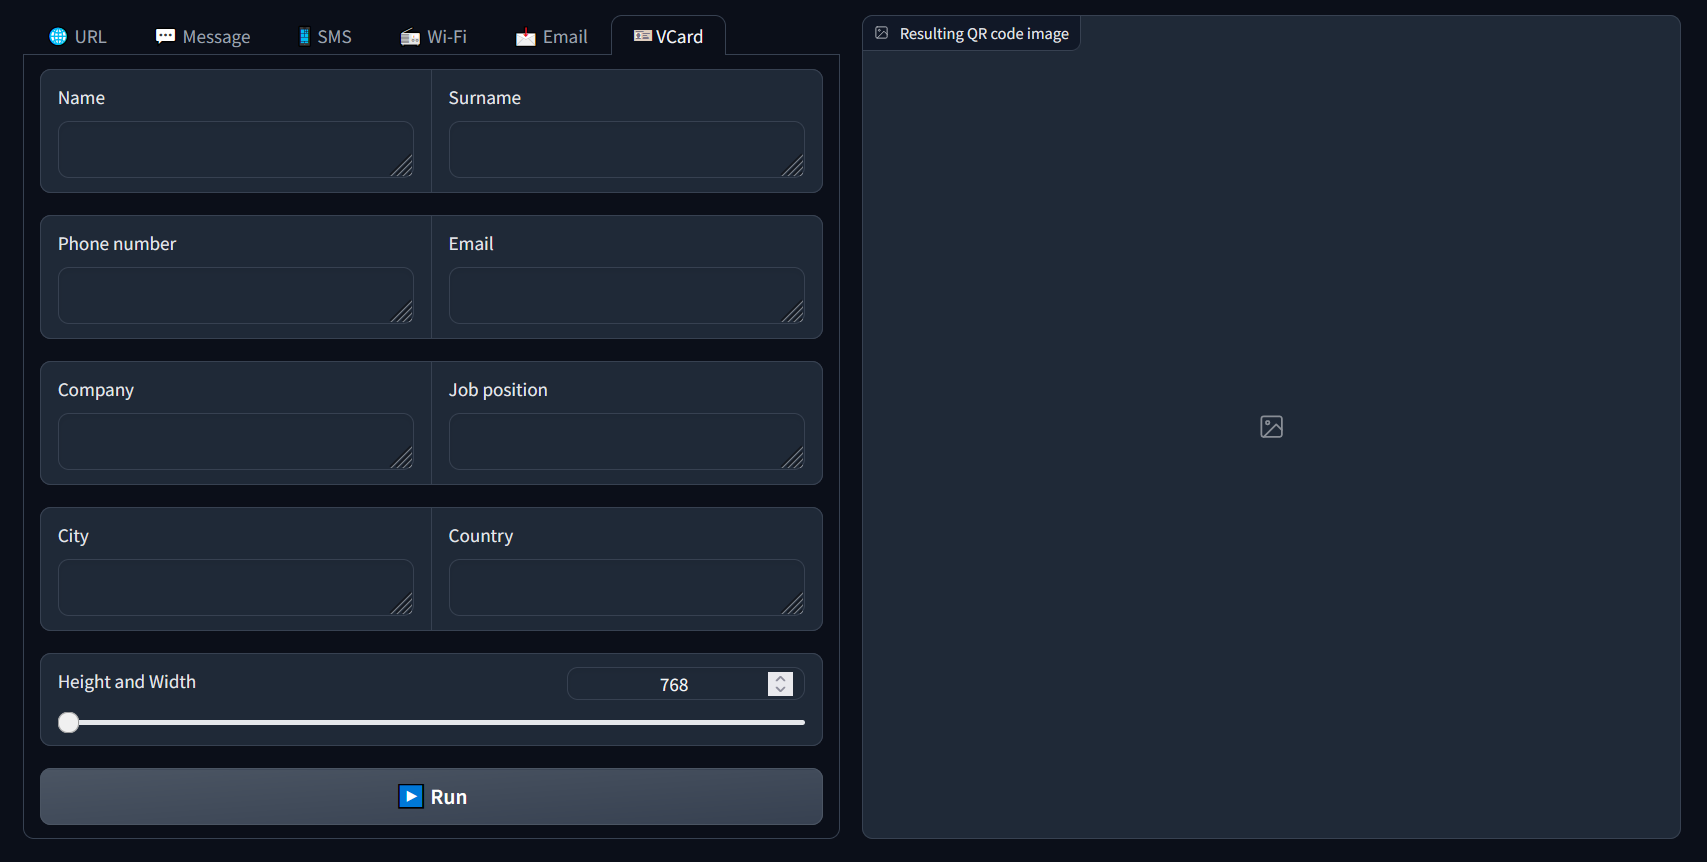 URL
Message
SMS
Wi-Fi
Email
VCard
Name
Surname
Phone number
Email
Company
Job position
City
Country
Height and Width
768
Run
Resulting QR code image